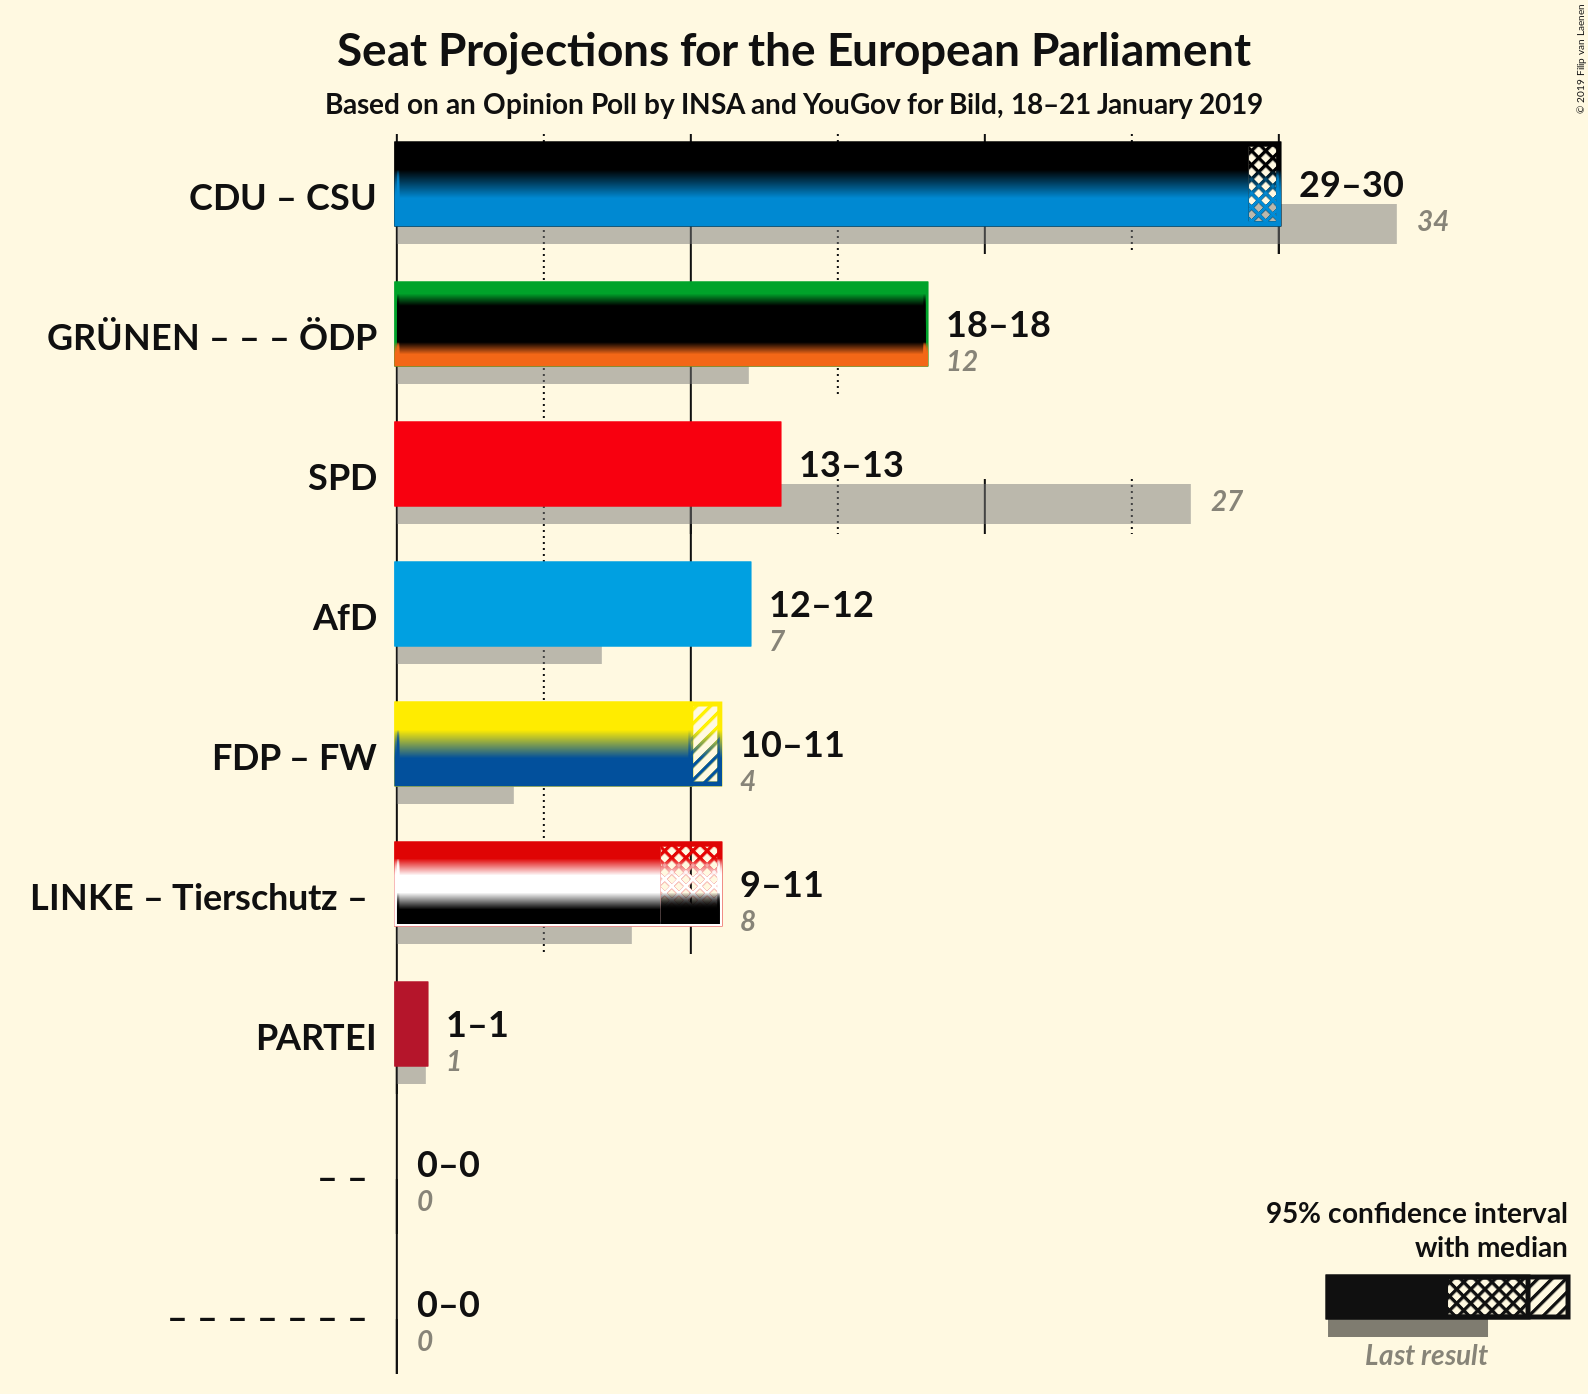 Seat Projections for the European Parliament
Based on an Opinion Poll by INSA and YouGov for Bild, 18–21 January 2019
© 2019 Filip van Laenen
CDU – CSU
29–30
34
GRÜNEN – – – ÖDP
18–18
12
SPD
13–13
27
AfD
12–12
7
FDP – FW
10–11
4
LINKE – Tierschutz –
9–11
8
PARTEI
1–1
1
– –
0–0
0
– – – – – – –
0–0
0
95% confidence interval
with median
Last result